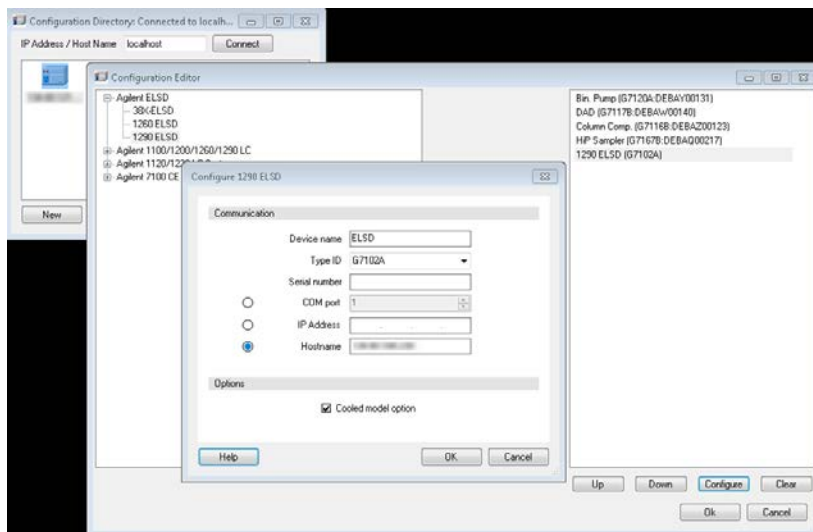 Configuration Directory: Connected to localh...
IP Address / Host Name localhost Connect
New
Configuration Editor
Agilent ELSD
38X-ELSD
1260 ELSD
1290 ELSD
Agilent 1100/1200/1260/1290 LC
Agilent 1120/122
Agilent 7100 CE
Bin. Pump (G7120A:DEBAY00131)
DAD (G7117B:DEBAW00140)
Column Comp. (G7116B:DEBAZ00123)
HiP Sampler (G7167B:DEBAQ00217)
1290 ELSD (G7102A)
Configure 1290 ELSD
Communication
Device name ELSD
Type ID G7102A
Serial number
COM port 1
IP Address . . .
Hostname
Options
Cooled model option
Help OK Cancel
Up Down Configure Clear
Ok Cancel